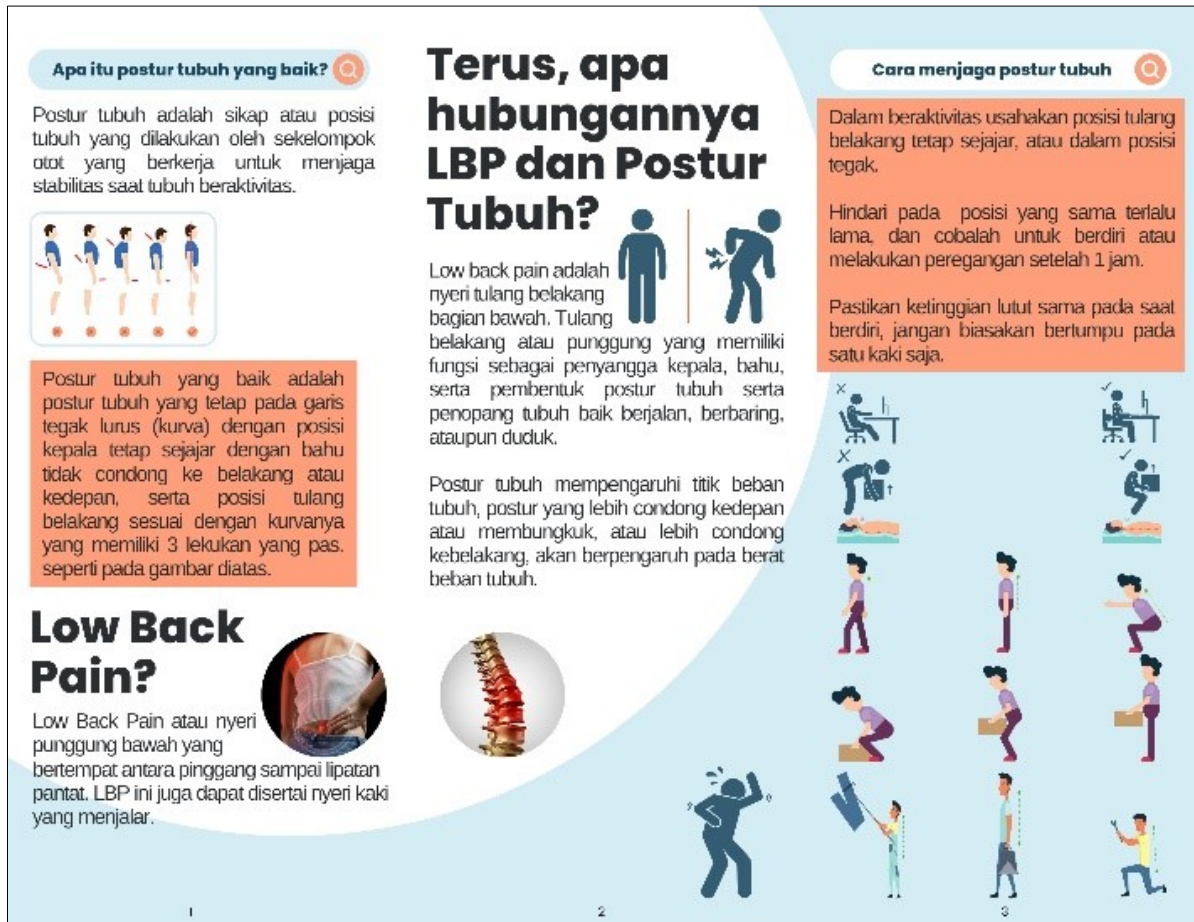 Apa itu postur tubuh yang baik?
Postur tubuh adalah sikap atau posisi
tubuh yang dilakukan oleh sekelompok
otot yang berkerja untuk menjaga
stabilitas saat tubuh beraktivitas.
Postur tubuh yang baik adalah
postur tubuh yang tetap pada garis
tegak lurus (kurva) dengan posisi
kepala tetap sejajar dengan bahu
tidak condong ke belakang atau
kedepan, serta posisi tulang
belakang sesuai dengan kurvanya
yang memiliki 3 lekukan yang pas.
seperti pada gambar diatas.
Low Back
Pain?
Low Back Pain atau nyeri
punggung bawah yang
bertempat antara pinggang sampai lipatan
pantat. LBP ini juga dapat disertai nyeri kaki
yang menjalar.
1
Terus, apa
hubungannya
LBP dan Postur
Tubuh?
Low back pain adalah
nyeri tulang belakang
bagian bawah. Tulang
belakang atau punggung yang memiliki
fungsi sebagai penyangga kepala, bahu,
serta pembentuk postur tubuh serta
penopang tubuh baik berjalan, berbaring,
ataupun duduk.
Postur tubuh mempengaruhi titik beban
tubuh, postur yang lebih condong kedepan
atau membungkuk, atau lebih condong
kebelakang, akan berpengaruh pada berat
beban tubuh.
2
Cara menjaga postur tubuh
Dalam beraktivitas usahakan posisi tulang
belakang tetap sejajar, atau dalam posisi
tegak.
Hindari pada posisi yang sama terlalu
lama, dan cobalah untuk berdiri atau
melakukan peregangan setelah 1 jam.
Pastikan ketinggian lutut sama pada saat
berdiri, jangan biasakan bertumpu pada
satu kaki saja.
3